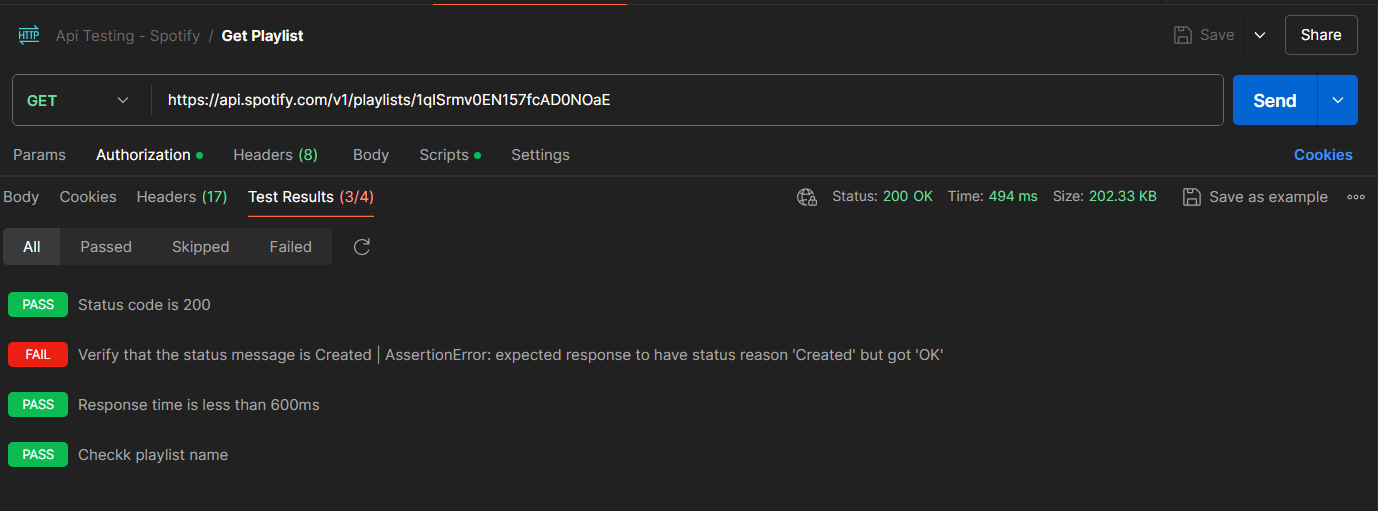 HTTP Api Testing - Spotify / Get Playlist Save Share
GET https://api.spotify.com/v1/playlists/1qlSrmv0EN157fcAD0NOaE Send
Params Authorization Headers (8) Body Scripts Settings Cookies
Body Cookies Headers (17) Test Results (3/4) Status: 200 OK Time: 494 ms Size: 202.33 KB Save as example
All Passed Skipped Failed
PASS Status code is 200
FAIL Verify that the status message is Created | AssertionError: expected response to have status reason 'Created' but got 'OK'
PASS Response time is less than 600ms
PASS Checkk playlist name